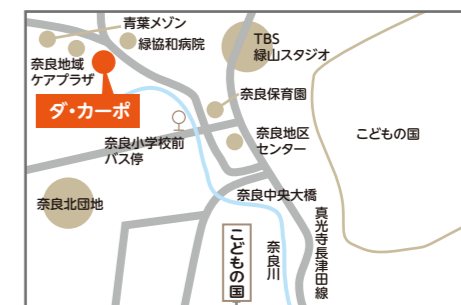 青葉メゾン
緑協和病院
TBS
緑山スタジオ
奈良地域
ケアプラザ
ダ・カーポ
奈良保育園
奈良小学校前
バス停
奈良地区
センター
こどもの国
奈良北団地
奈良中央大橋
こどもの国
奈良川
真光寺長津田線